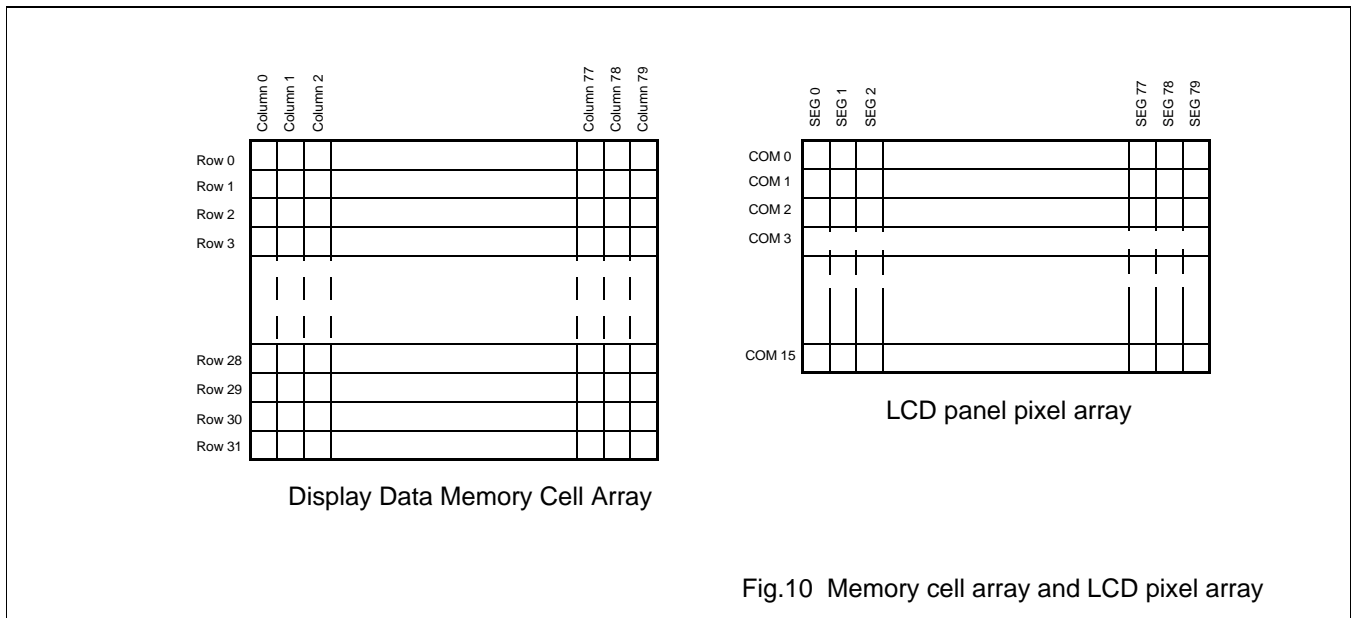 Column 0
Column 1
Column 2
Column 77
Column 78
Column 79
Row 0
Row 1
Row 2
Row 3
Row 28
Row 29
Row 30
Row 31
Display Data Memory Cell Array
SEG 0
SEG 1
SEG 2
SEG 77
SEG 78
SEG 79
COM 0
COM 1
COM 2
COM 3
COM 15
LCD panel pixel array
Fig.10 Memory cell array and LCD pixel array